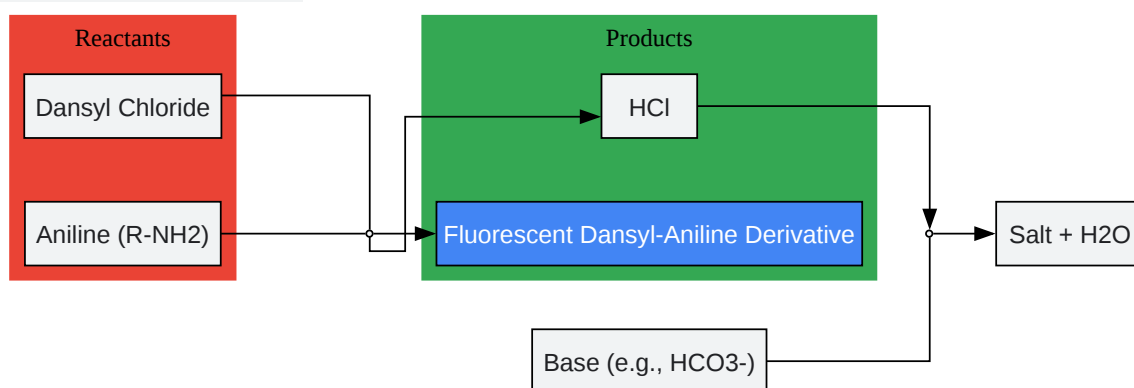 Reactants
Products
Dansyl Chloride
HCl
Aniline (R-NH2)
Fluorescent Dansyl-Aniline Derivative
Salt + H2O
Base (e.g., HCO3-)